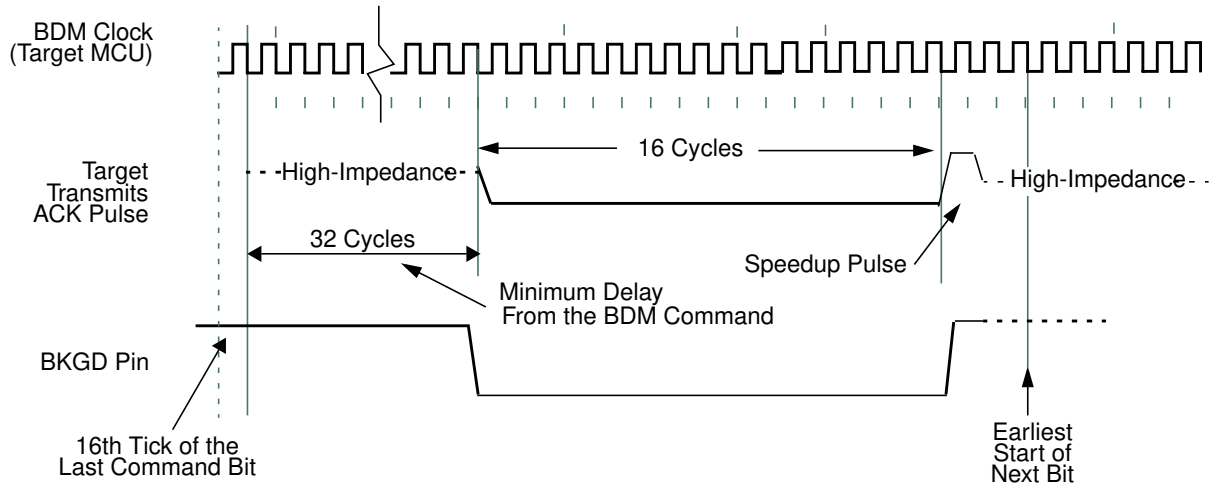 BDM Clock
(Target MCU)
16 Cycles
Target
Transmits
ACK Pulse
High-Impedance
High-Impedance
32 Cycles
Speedup Pulse
Minimum Delay
From the BDM Command
BKGD Pin
16th Tick of the
Last Command Bit
Earliest
Start of
Next Bit